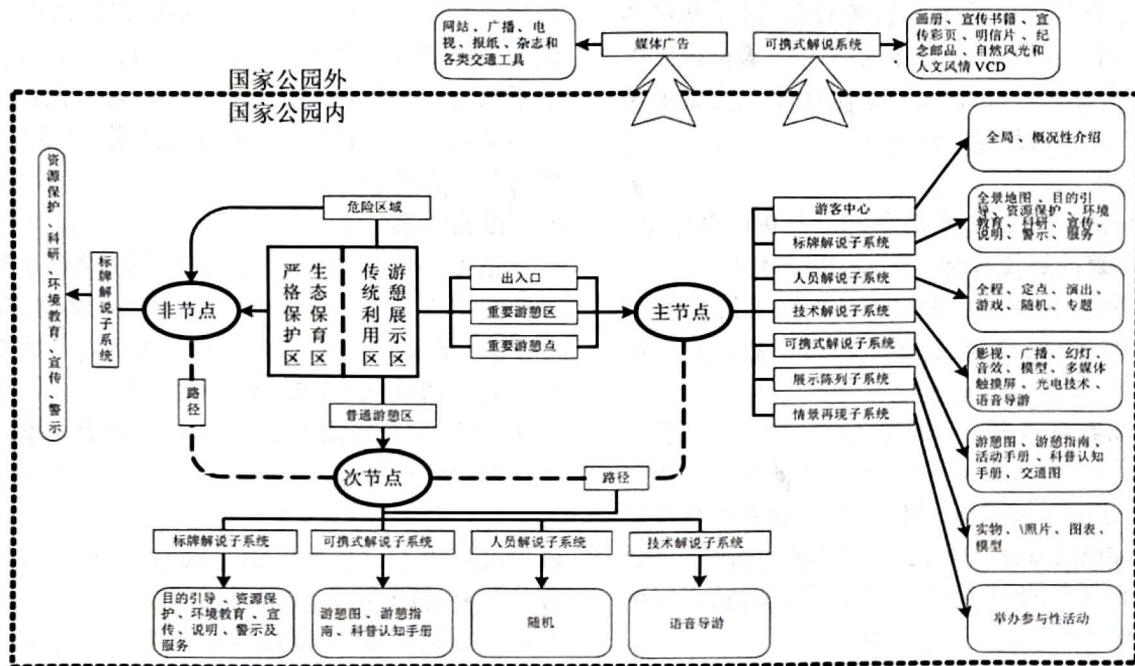 网站、广播、电
视、报纸、杂志和
各类交通工具
媒体广告
可携式解说系统
画册、宣传书籍、宣
传彩页、明信片、纪
念邮品、自然风光和
人文风情VCD
国家公园外
国家公园内
全局、概况性介绍
危险区域
游客中心
全景地图、目的引
导、资源保护、环境
教育、科研、宣传、
说明、警示、服务
标牌解说子系统
资源保护、科研、环境教育、宣传、警示
标牌解说子系统
非节点
严格保护区
生态保育区
传统利用区
游憩展示区
出入口
重要游憩区
重要游憩点
主节点
人员解说子系统
全程、定点、演出、
游戏、随机、专题
技术解说子系统
影视、广播、幻灯、
音效、模型、多媒体
触摸屏、光电技术、
语音导游
可携式解说子系统
展示陈列子系统
情景再现子系统
路径
普通游憩区
次节点
路径
游憩图、游憩指南、
活动手册、科普认知
手册、交通图
实物、\照片、图表、
模型
举办参与性活动
标牌解说子系统
可携式解说子系统
人员解说子系统
技术解说子系统
目的引导、资源保
护、环境教育、宣
传、说明、警示及
服务
游憩图、游憩指
南、科普认知手册
随机
语音导游